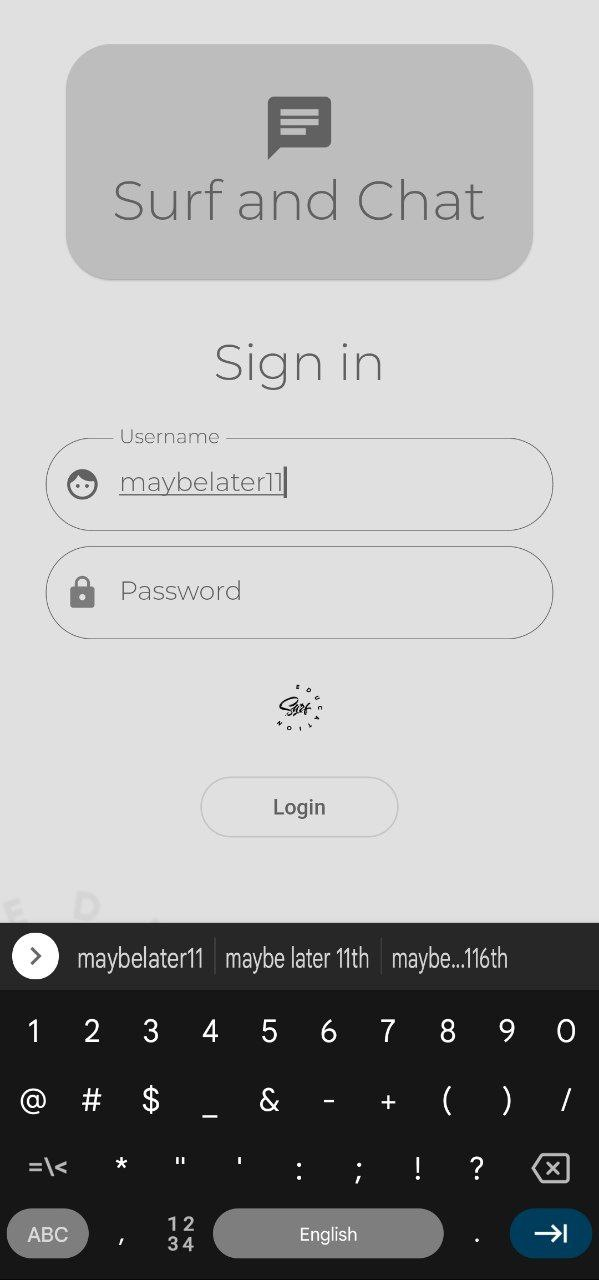 Surf and Chat
Sign in
Username
maybelater11
Password
EDUCATION
Surf
Login
E D
maybelater11 maybe later 11th maybe...116th
1 2 3 4 5 6 7 8 9 0
@ # $ _ & - + ( ) /
=\< * " ' : ; ! ?
ABC , 12 34 English .